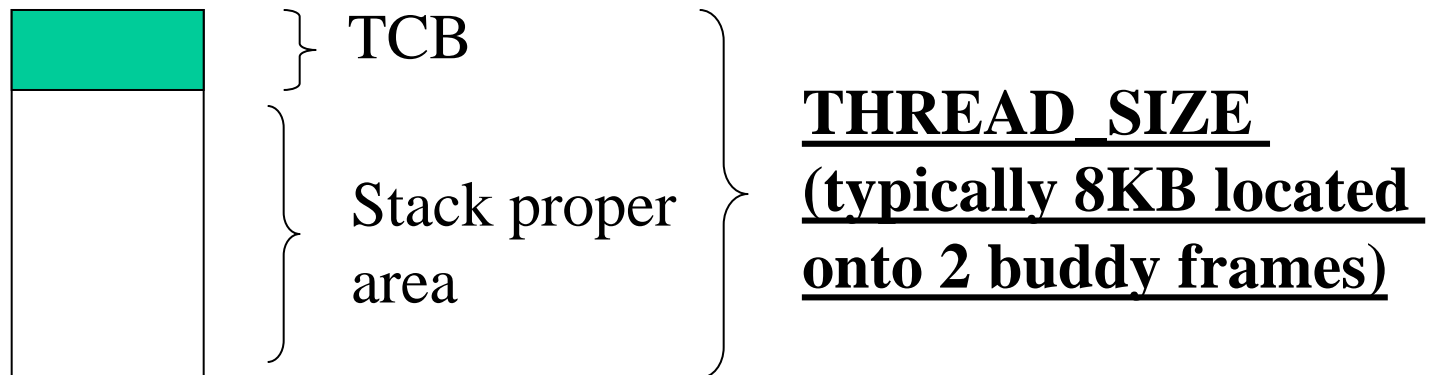 TCB
Stack proper
area
THREAD_SIZE
(typically 8KB located
onto 2 buddy frames)